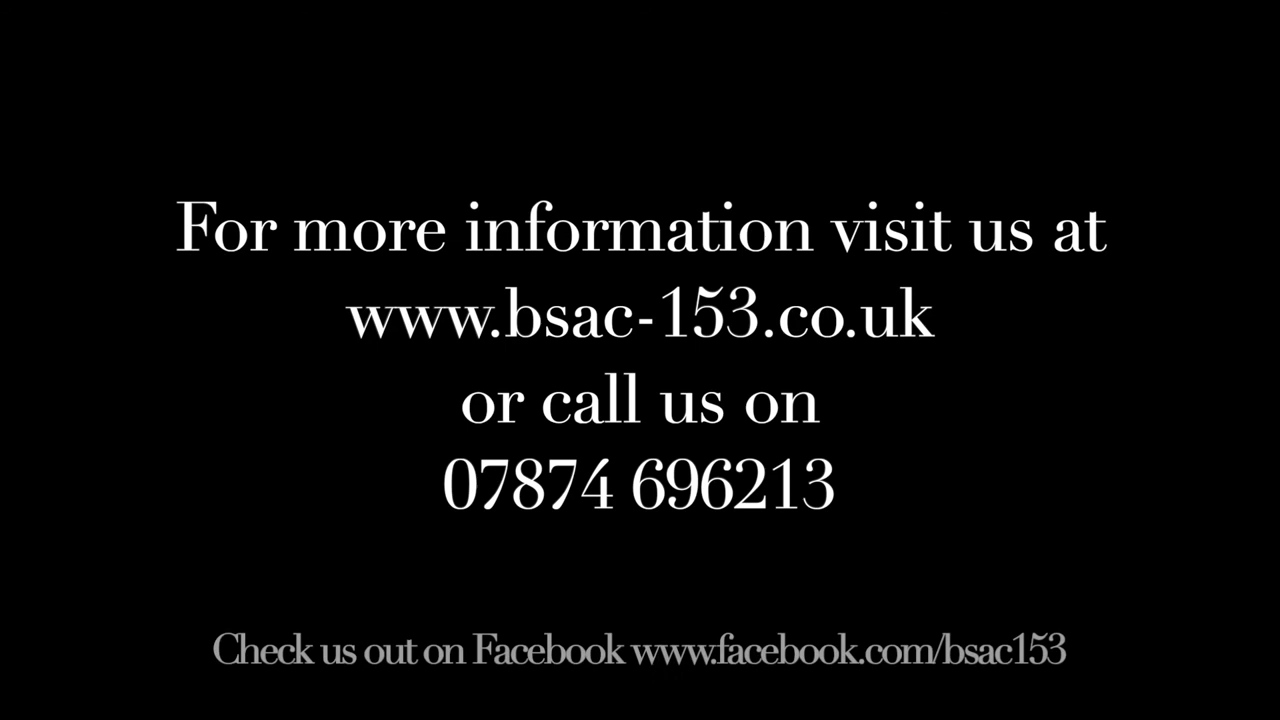 For more information visit us at
www.bsac-153.co.uk
or call us on
07874 696213
Check us out on Facebook www.facebook.com/bsac153